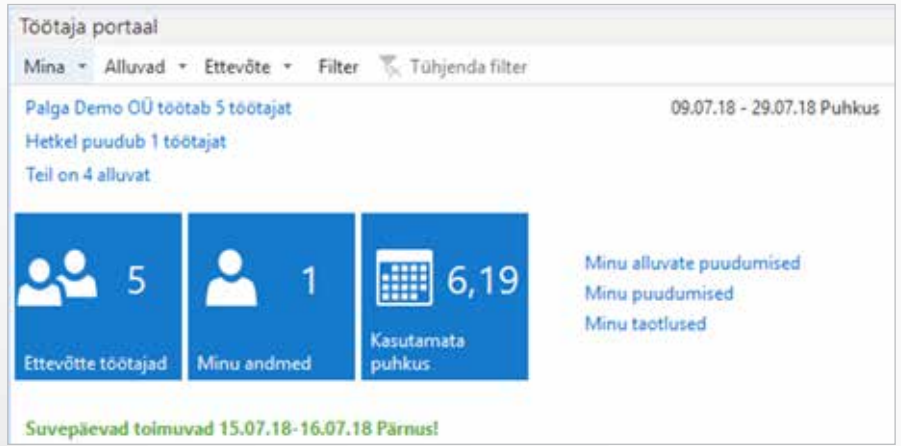 Töötaja portaal
Mina Alluvad Ettevõte Filter Tühjenda filter
Palga Demo OÜ töötab 5 töötajat
09.07.18 - 29.07.18 Puhkus
Hetkel puudub 1 töötajat
Teil on 4 alluvat
5
Ettevõtte töötajad
1
Minu andmed
6,19
Kasutamata
puhkus
Minu alluvate puudumised
Minu puudumised
Minu taotlused
Suvepäevad toimuvad 15.07.18-16.07.18 Pärnus!